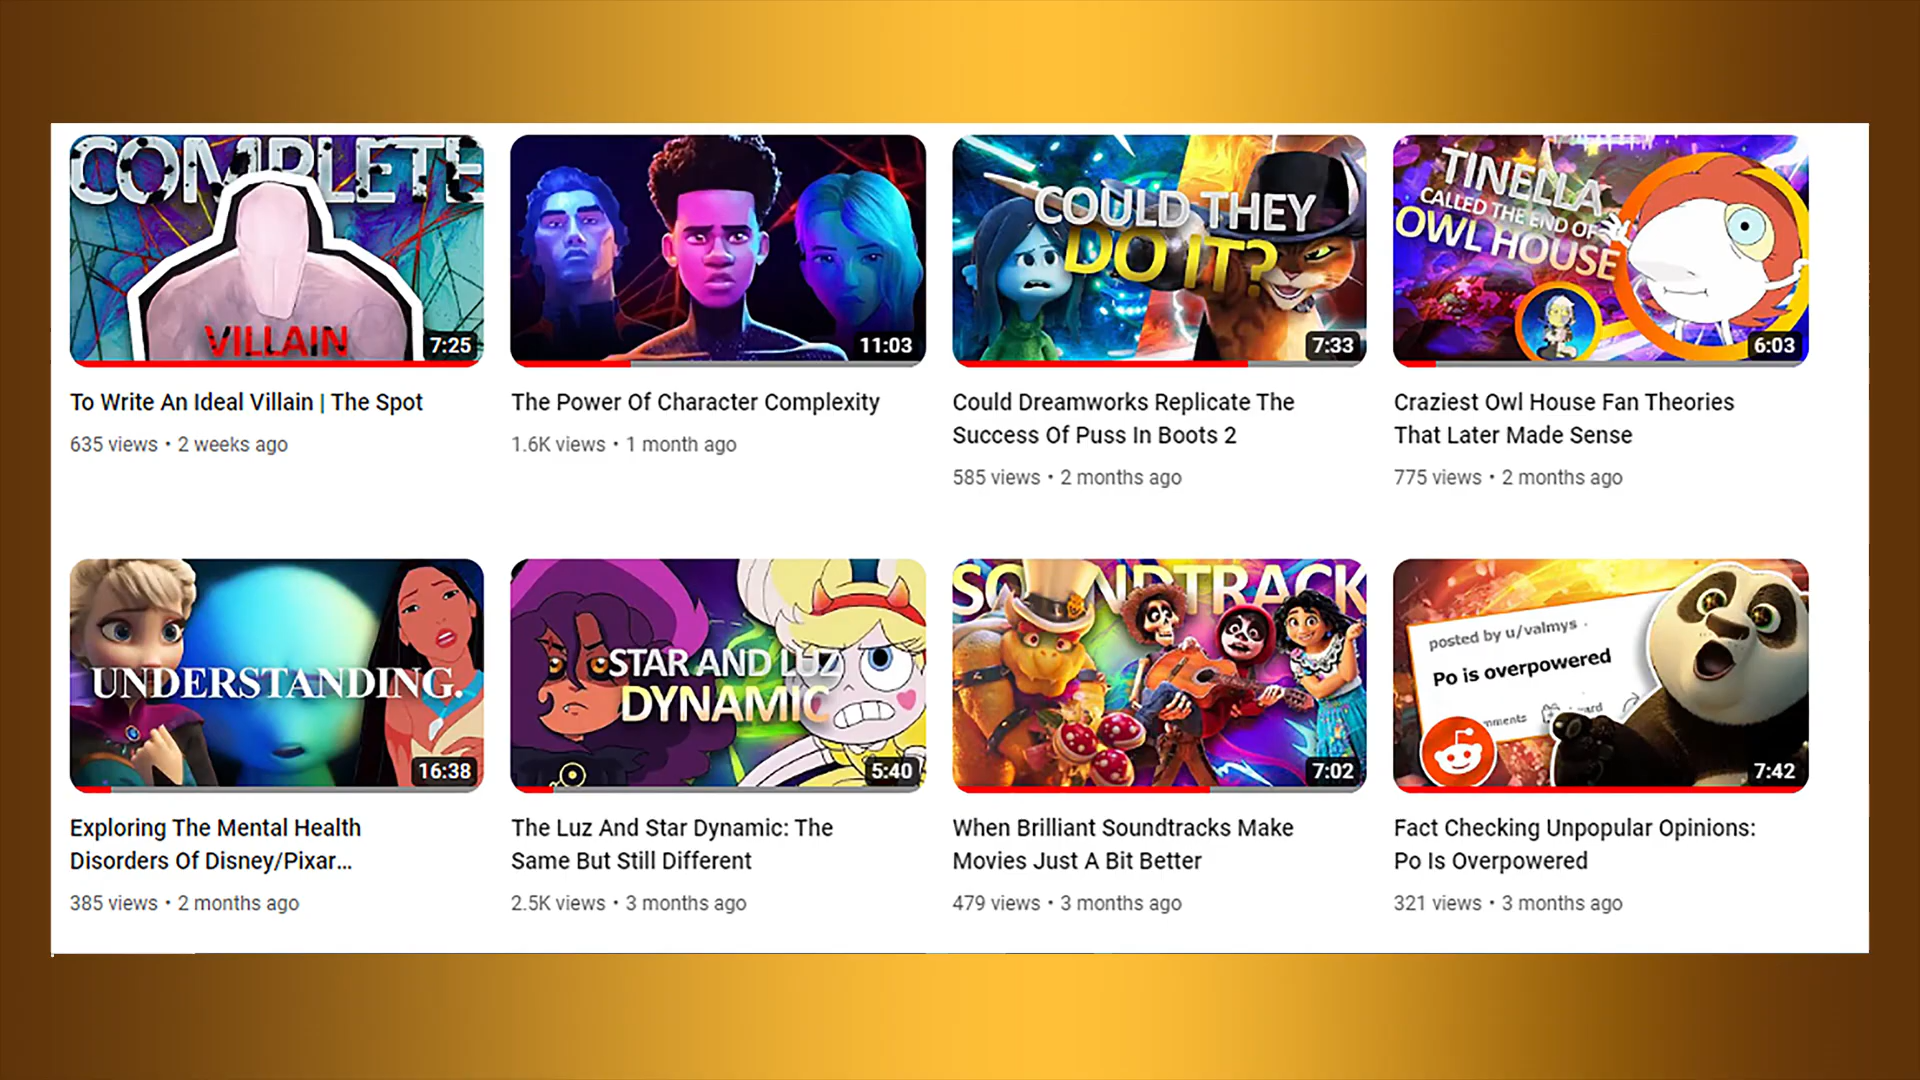 COMPLETE
VILLAIN
7:25
11:03
COULD THEY
DO IT?
7:33
TINELLA
CALLED THE END OF
OWL HOUSE
6:03
To Write An Ideal Villain | The Spot
635 views • 2 weeks ago
The Power Of Character Complexity
1.6K views • 1 month ago
Could Dreamworks Replicate The
Success Of Puss In Boots 2
585 views • 2 months ago
Craziest Owl House Fan Theories
That Later Made Sense
775 views • 2 months ago
UNDERSTANDING.
16:38
STAR AND LUZ
DYNAMIC
5:40
SOUNDTRACK
7:02
posted by u/valmys
Po is overpowered
7:42
Exploring The Mental Health
Disorders Of Disney/Pixar...
385 views • 2 months ago
The Luz And Star Dynamic: The
Same But Still Different
2.5K views • 3 months ago
When Brilliant Soundtracks Make
Movies Just A Bit Better
479 views • 3 months ago
Fact Checking Unpopular Opinions:
Po Is Overpowered
321 views • 3 months ago